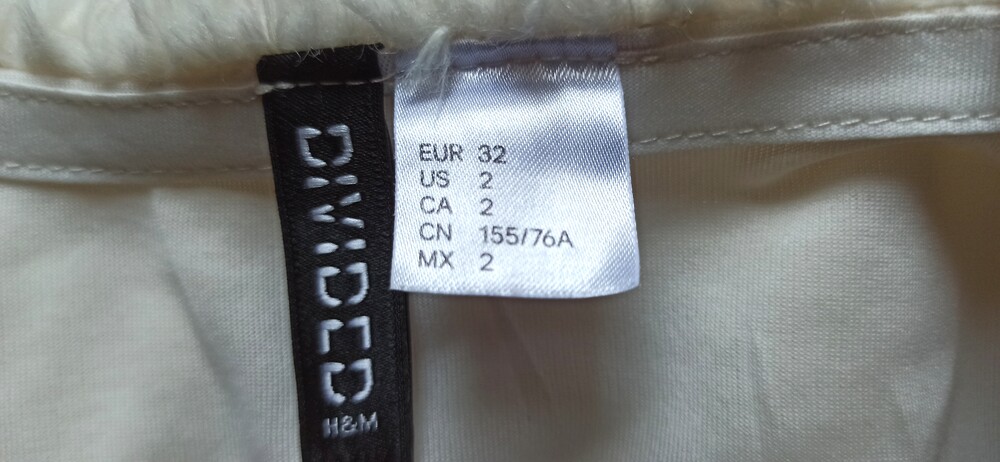 DIVIDED
H&M
EUR 32
US 2
CA 2
CN 155/76A
MX 2